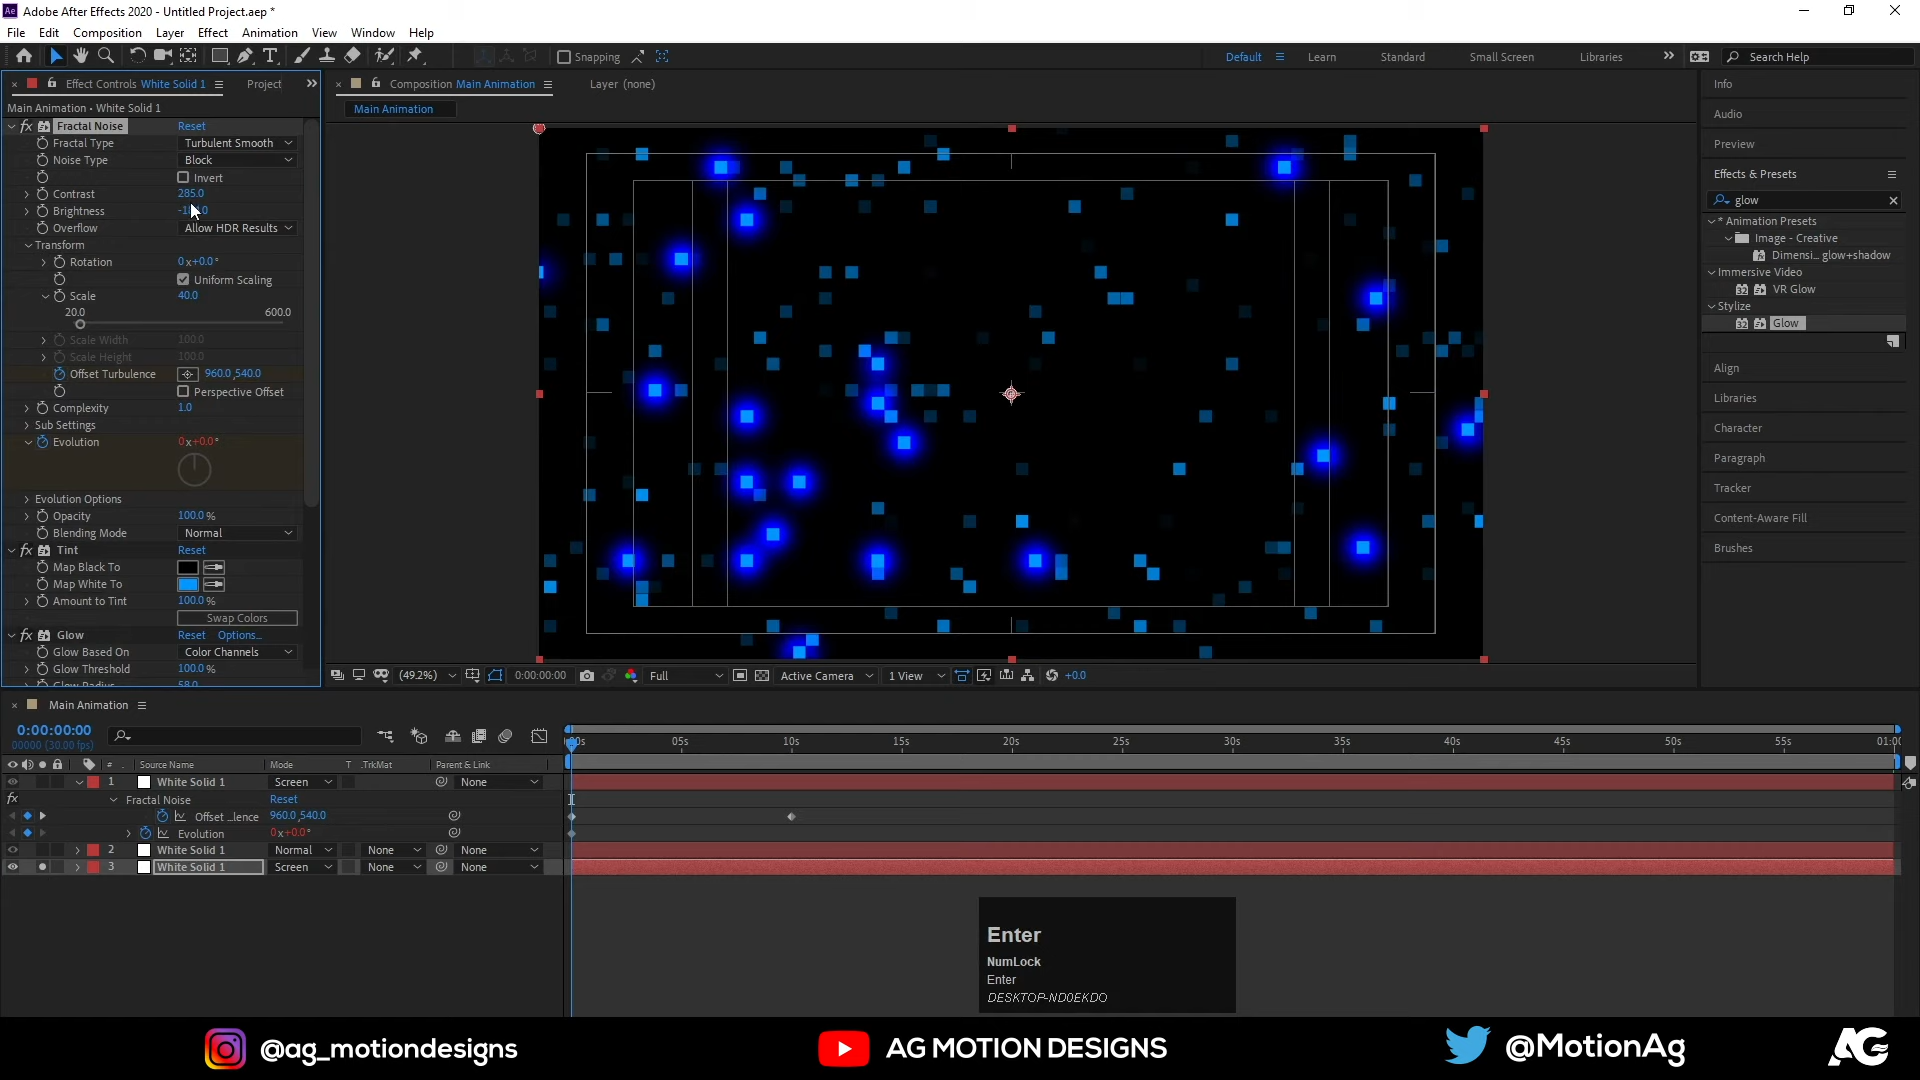 Adobe After Effects 2020 - Untitled Project.aep *
File Edit Composition Layer Effect Animation View Window Help
Snapping
Default Learn Standard Small Screen Libraries
Search Help
Effect Controls White Solid 1
Project
Composition Main Animation
Layer (none)
Main Animation • White Solid 1
Main Animation
Fractal Noise Reset
Fractal Type Turbulent Smooth
Noise Type Block
Invert
Contrast 285.0
Brightness
Overflow Allow HDR Results
Transform
Rotation 0x+0.0°
Uniform Scaling
Scale 40.0
20.0 600.0
Scale Width 100.0
Scale Height 100.0
Offset Turbulence 960.0,540.0
Perspective Offset
Complexity 1.0
Sub Settings
Evolution 0x+0.0°
Evolution Options
Opacity 100.0%
Blending Mode Normal
Tint Reset
Map Black To
Map White To
Amount to Tint 100.0%
Swap Colors
Glow Reset Options...
Glow Based On Color Channels
Glow Threshold 100.0%
Glow Radius 58.0
(49.2%) 0:00:00:00 Full Active Camera 1 View +0.0
Info
Audio
Preview
Effects & Presets
glow
* Animation Presets
Image - Creative
Dimensi... glow+shadow
Immersive Video
VR Glow
Stylize
Glow
Align
Libraries
Character
Paragraph
Tracker
Content-Aware Fill
Brushes
Main Animation
0:00:00:00
00000 (30.00 fps)
05s 10s 15s 20s 25s 30s 35s 40s 45s 50s 55s
# Source Name Mode T .TrkMat Parent & Link
1 White Solid 1 Screen None
Fractal Noise Reset
Offset ...lence 960.0,540.0
Evolution 0x+0.0°
2 White Solid 1 Normal None None
3 White Solid 1 Screen None None
Enter
NumLock
Enter
DESKTOP-ND0EKDO
@ag_motiondesigns
AG MOTION DESIGNS
@MotionAg
AG